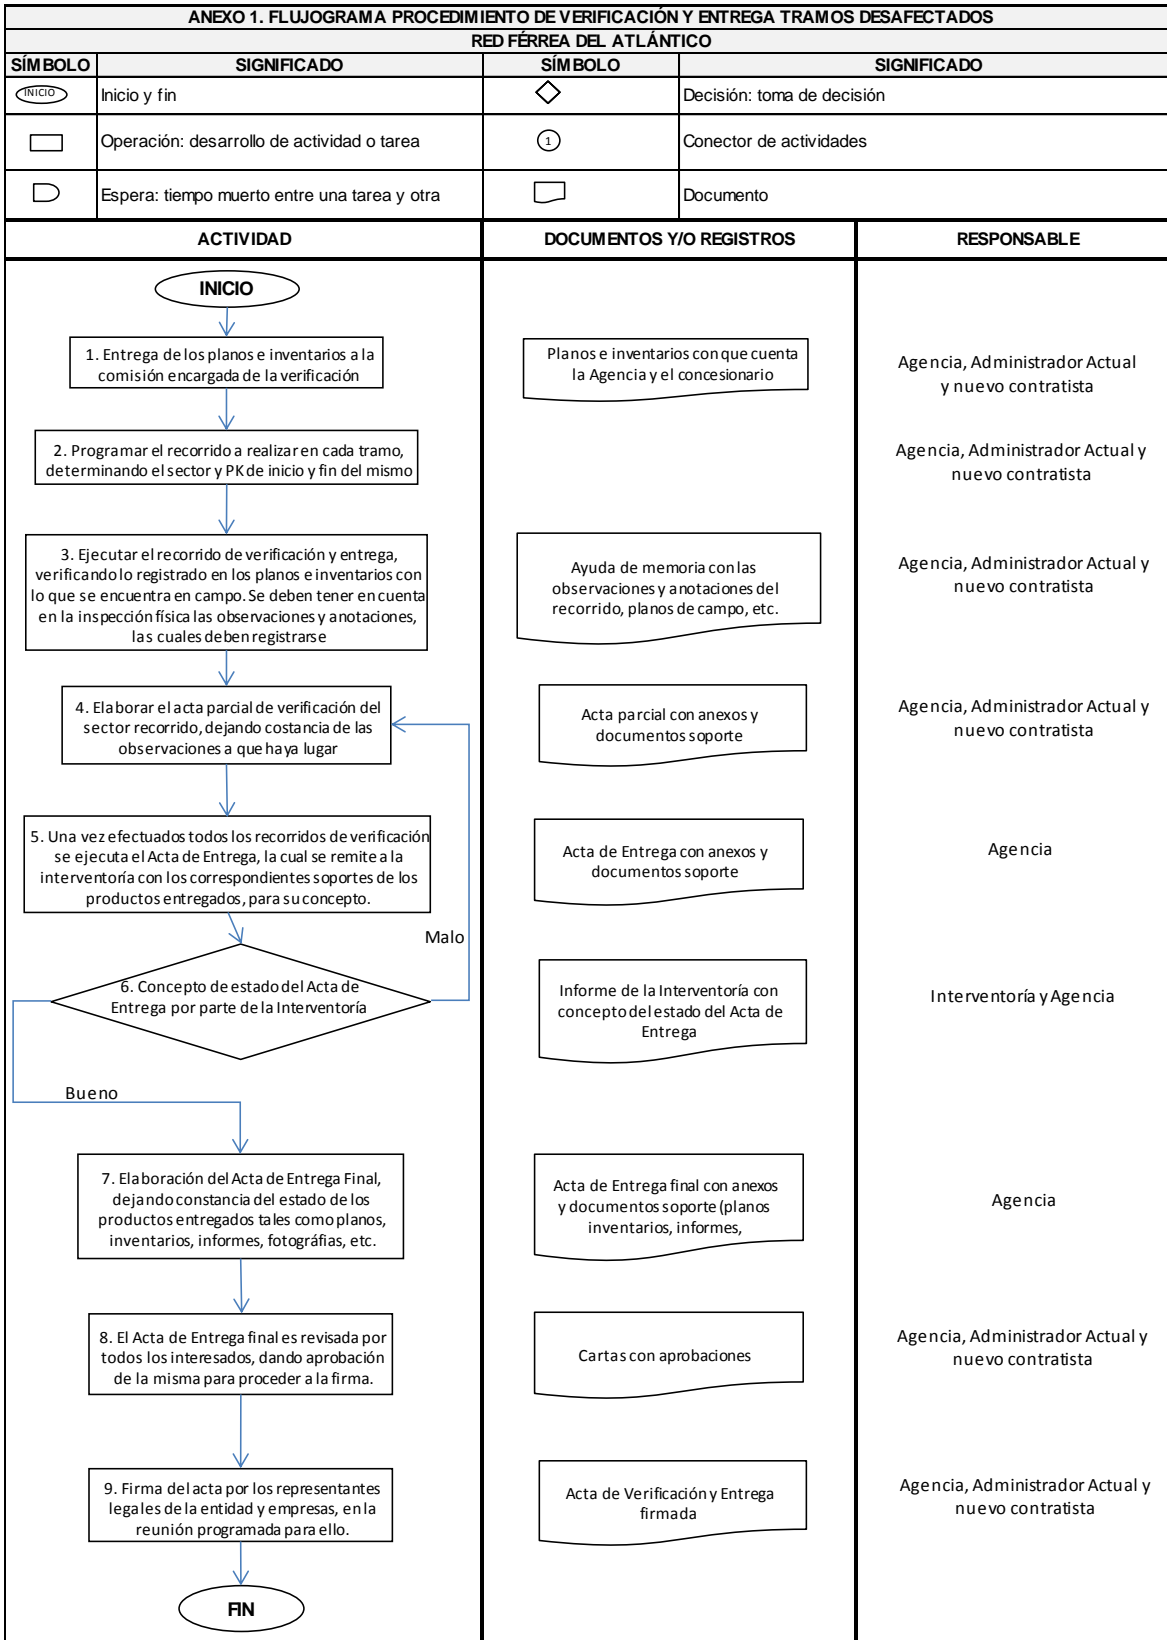 ANEXO 1. FLUJOGRAMA PROCEDIMIENTO DE VERIFICACIÓN Y ENTREGA TRAMOS DESAFECTADOS
RED FÉRREA DEL ATLÁNTICO
SÍMBOLO SIGNIFICADO SÍMBOLO SIGNIFICADO
INICIO Inicio y fin Decisión: toma de decisión
Operación: desarrollo de actividad o tarea 1 Conector de actividades
Espera: tiempo muerto entre una tarea y otra Documento
ACTIVIDAD DOCUMENTOS Y/O REGISTROS RESPONSABLE
INICIO
1. Entrega de los planos e inventarios a la
comisión encargada de la verificación
Planos e inventarios con que cuenta
la Agencia y el concesionario
Agencia, Administrador Actual
y nuevo contratista
2. Programar el recorrido a realizar en cada tramo,
determinando el sector y PK de inicio y fin del mismo
Agencia, Administrador Actual y
nuevo contratista
3. Ejecutar el recorrido de verificación y entrega,
verificando lo registrado en los planos e inventarios con
lo que se encuentra en campo. Se deben tener en cuenta
en la inspección física las observaciones y anotaciones,
las cuales deben registrarse
Ayuda de memoria con las
observaciones y anotaciones del
recorrido, planos de campo, etc.
Agencia, Administrador Actual y
nuevo contratista
4. Elaborar el acta parcial de verificación del
sector recorrido, dejando costancia de las
observaciones a que haya lugar
Acta parcial con anexos y
documentos soporte
Agencia, Administrador Actual y
nuevo contratista
5. Una vez efectuados todos los recorridos de verificación
se ejecuta el Acta de Entrega, la cual se remite a la
interventoría con los correspondientes soportes de los
productos entregados, para su concepto.
Acta de Entrega con anexos y
documentos soporte
Agencia
Malo
6. Concepto de estado del Acta de
Entrega por parte de la Interventoría
Informe de la Interventoría con
concepto del estado del Acta de
Entrega
Interventoría y Agencia
Bueno
7. Elaboración del Acta de Entrega Final,
dejando constancia del estado de los
productos entregados tales como planos,
inventarios, informes, fotográfias, etc.
Acta de Entrega final con anexos
y documentos soporte (planos
inventarios, informes,
Agencia
8. El Acta de Entrega final es revisada por
todos los interesados, dando aprobación
de la misma para proceder a la firma.
Cartas con aprobaciones
Agencia, Administrador Actual y
nuevo contratista
9. Firma del acta por los representantes
legales de la entidad y empresas, en la
reunión programada para ello.
Acta de Verificación y Entrega
firmada
Agencia, Administrador Actual y
nuevo contratista
FIN